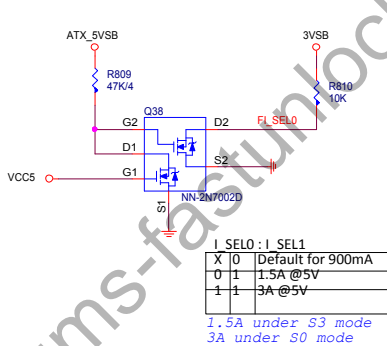 ATX_5VSB
3VSB
R809
47K/4
R810
10K
Q38
G2
D2
FI_SEL0
D1
S2
VCC5
G1
NN-2N7002D
S1
I_SEL0 : I_SEL1
X 0 Default for 900mA
0 1 1.5A @5V
1 1 3A @5V
1.5A under S3 mode
3A under S0 mode
ms-fastunloc